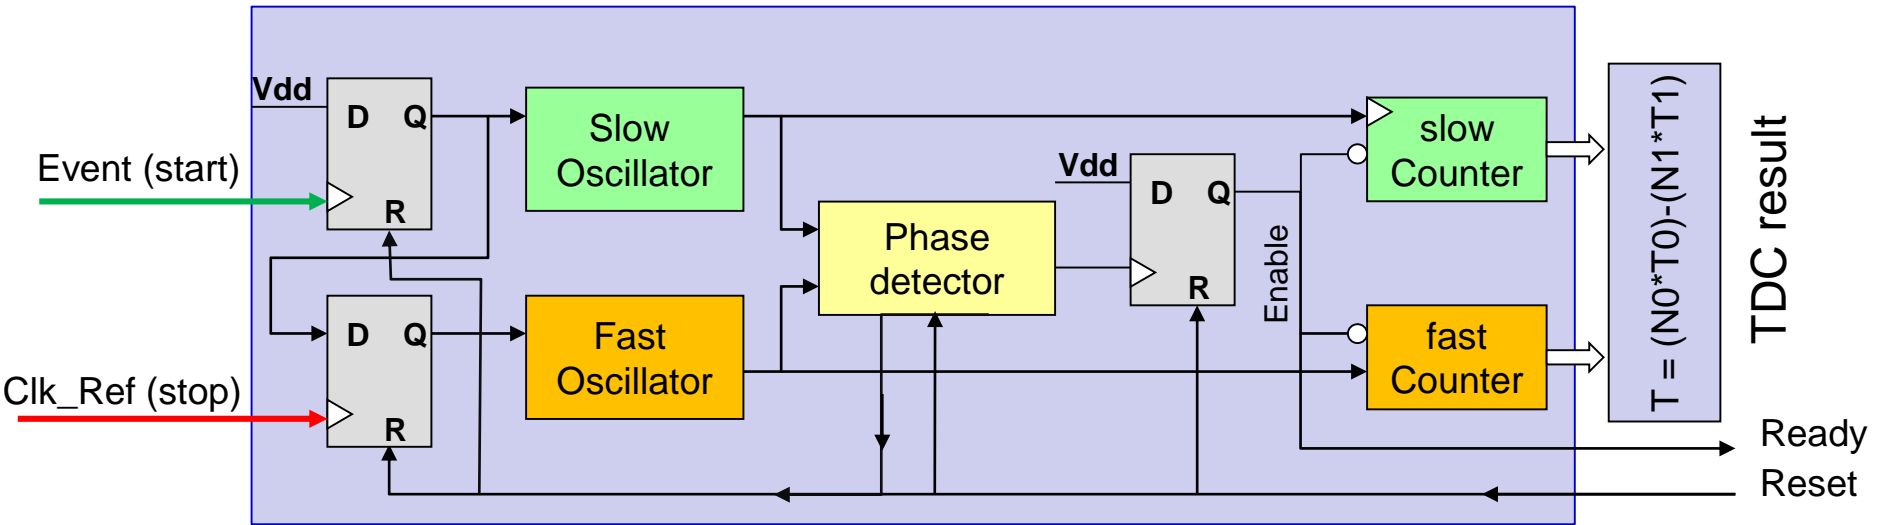 Vdd
D Q
R
Event (start)
Slow
Oscillator
slow
Counter
Vdd
D Q
R
Phase
detector
Enable
D Q
R
Clk_Ref (stop)
Fast
Oscillator
fast
Counter
T = (N0*T0)-(N1*T1)
TDC result
Ready
Reset